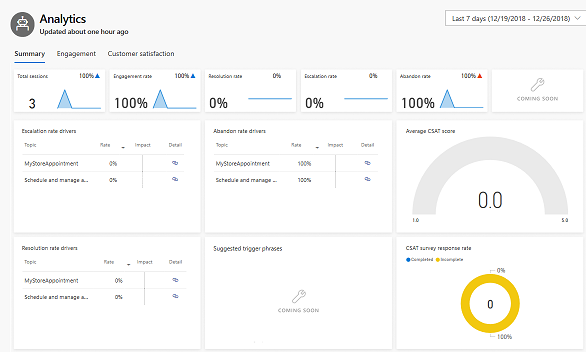 Analytics
Updated about one hour ago
Last 7 days (12/19/2018 - 12/26/2018)
Summary Engagement Customer satisfaction
Total sessions 100%
3
Engagement rate 100%
100%
Resolution rate 0%
0%
Escalation rate 0%
0%
Abandon rate 100%
100%
COMING SOON
Escalation rate drivers
Topic Rate Impact Detail
MyStoreAppointment 0%
Schedule and manage a... 0%
Abandon rate drivers
Topic Rate Impact Detail
MyStoreAppointment 100%
Schedule and manage ... 100%
Average CSAT score
0.0
1.0 5.0
Resolution rate drivers
Topic Rate Impact Detail
MyStoreAppointment 0%
Schedule and manage a... 0%
Suggested trigger phrases
COMING SOON
CSAT survey response rate
Completed Incomplete
0%
0
100%